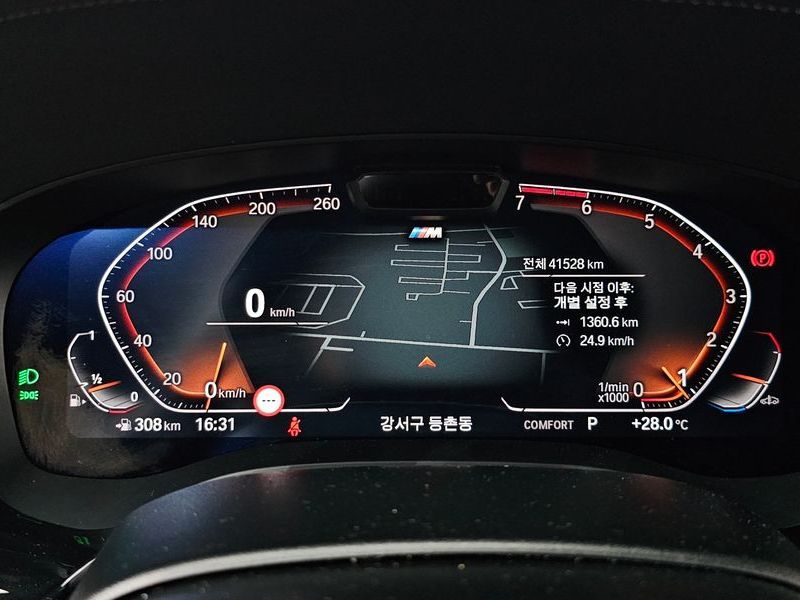 140 200 260
7 6
5
M
100
4
전체 41528 km
60
0 km/h
다음 시점 이후:
개별 설정 후
3
1360.6 km
(P)
1
40
24.9 km/h
2
½
20
0 km/h
1/min
x1000
0
1
0
---
308 km
16:31
강서구 등촌동
COMFORT P
+28.0 °C